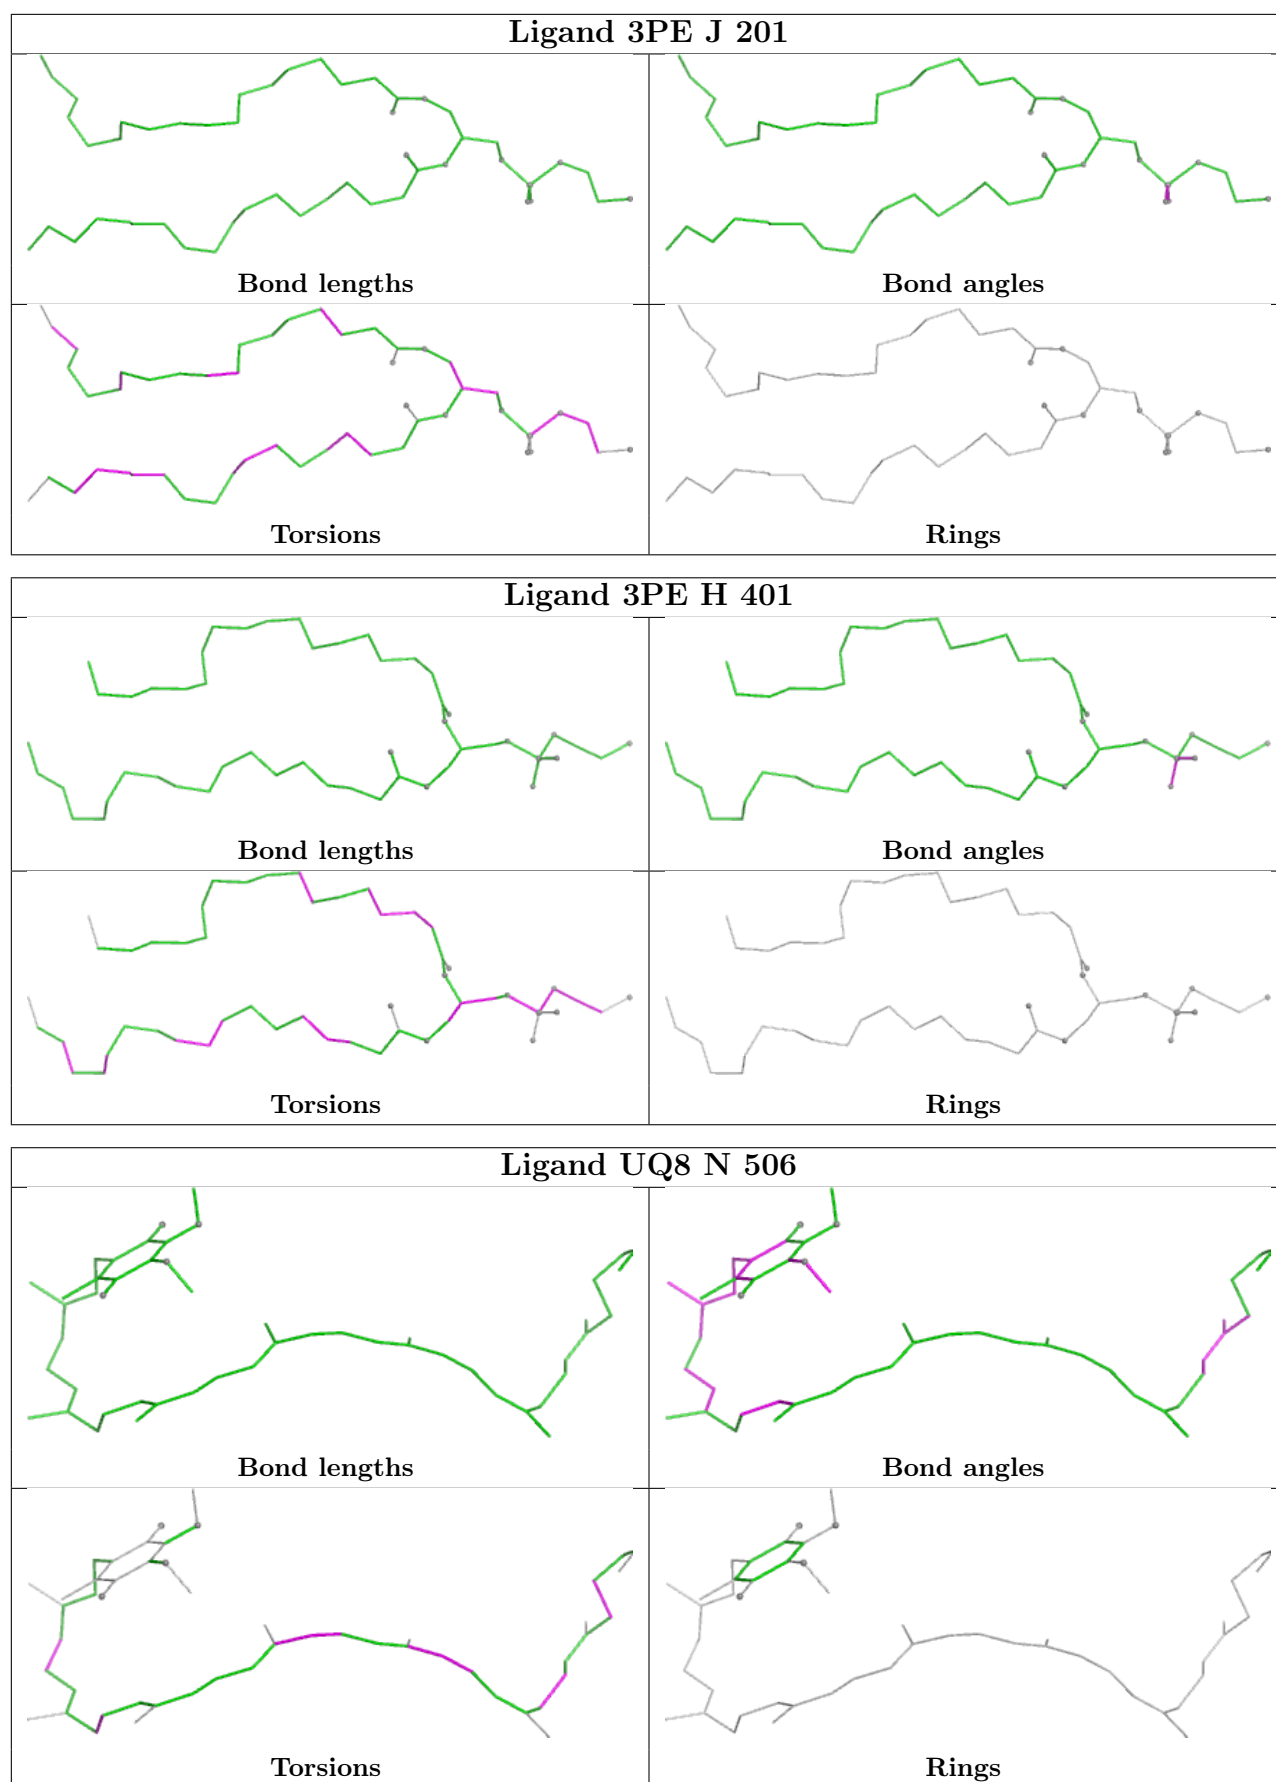 Ligand 3PE J 201
Bond lengths
Bond angles
Torsions
Rings
Ligand 3PE H 401
Bond lengths
Bond angles
Torsions
Rings
Ligand UQ8 N 506
Bond lengths
Bond angles
Torsions
Rings